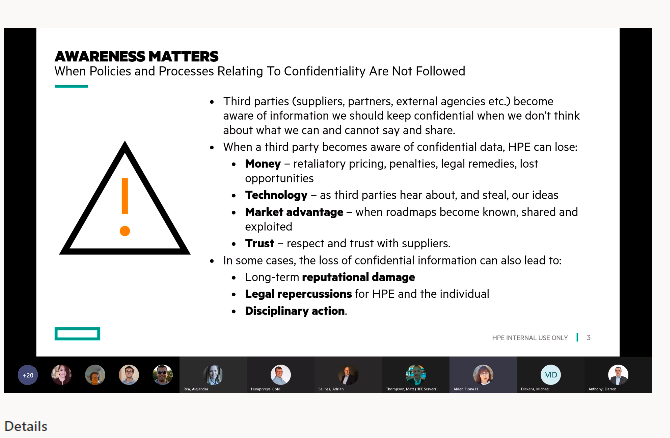 AWARENESS MATTERS
When Policies and Processes Relating To Confidentiality Are Not Followed
• Third parties (suppliers, partners, external agencies etc.) become
aware of information we should keep confidential when we don't think
about what we can and cannot say and share.
• When a third party becomes aware of confidential data, HPE can lose:
• Money – retaliatory pricing, penalties, legal remedies, lost
opportunities
• Technology – as third parties hear about, and steal, our ideas
• Market advantage – when roadmaps become known, shared and
exploited
• Trust – respect and trust with suppliers.
• In some cases, the loss of confidential information can also lead to:
• Long-term reputational damage
• Legal repercussions for HPE and the individual
• Disciplinary action.
HPE INTERNAL USE ONLY 3
+20
VID
Details